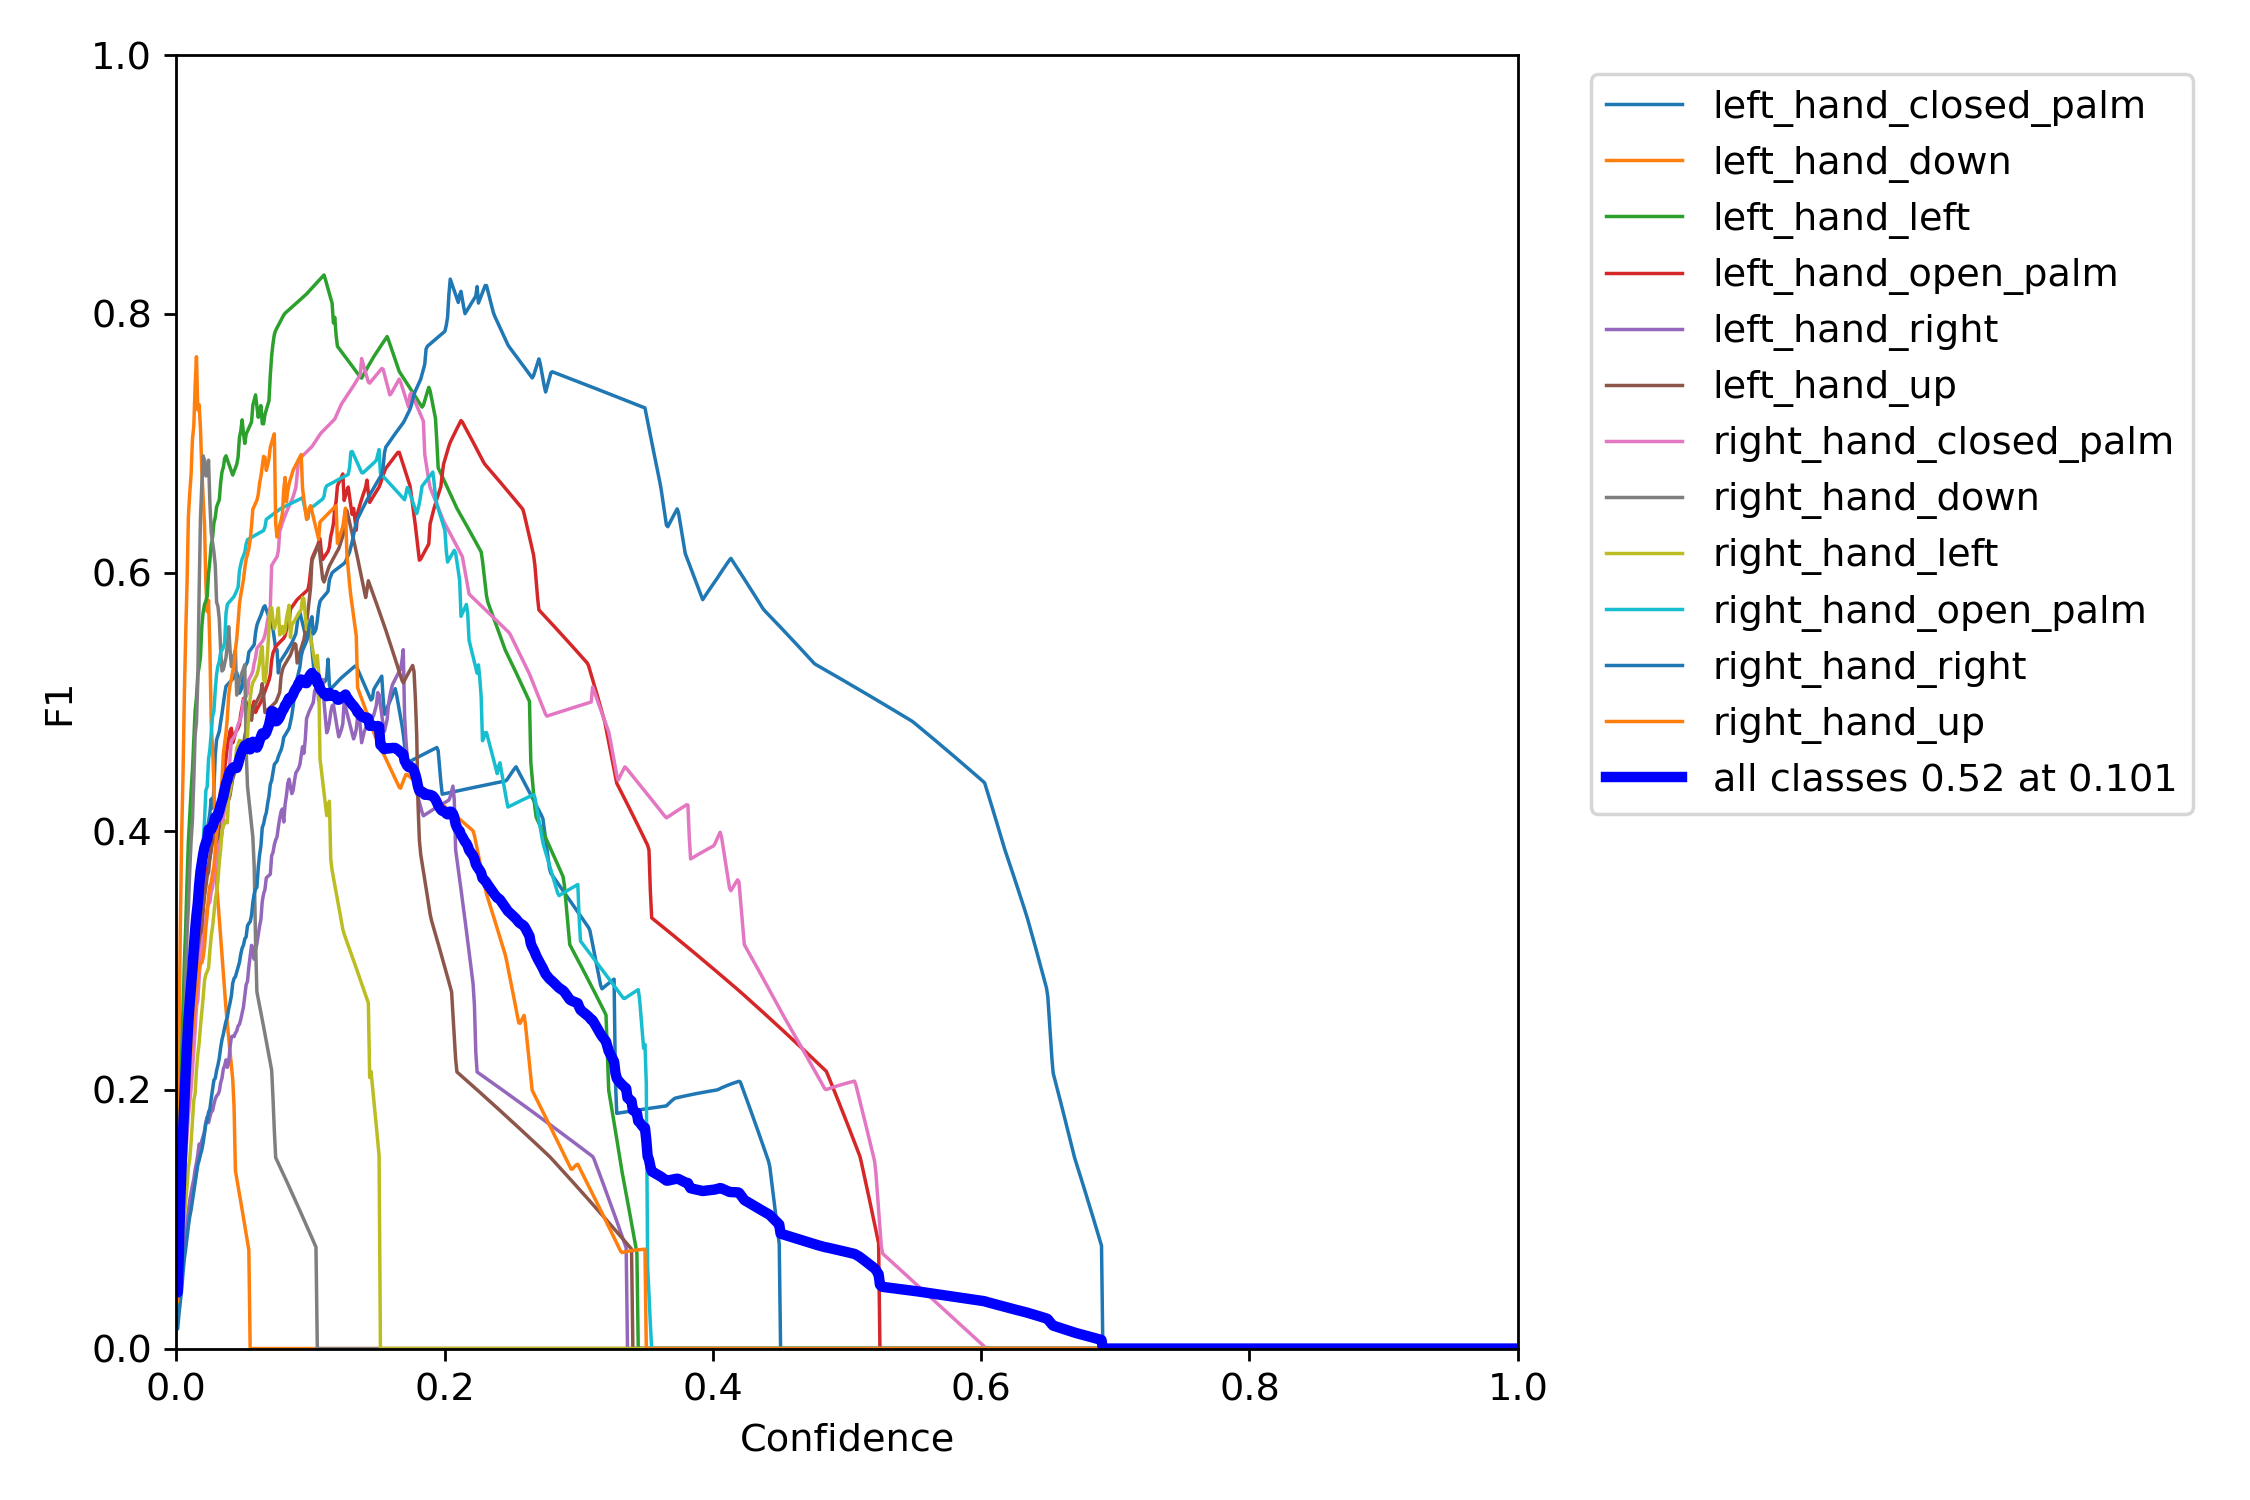 1.0
0.8
0.6
0.4
0.2
0.0
F1
0.0 0.2 0.4 0.6 0.8 1.0
Confidence
left_hand_closed_palm
left_hand_down
left_hand_left
left_hand_open_palm
left_hand_right
left_hand_up
right_hand_closed_palm
right_hand_down
right_hand_left
right_hand_open_palm
right_hand_right
right_hand_up
all classes 0.52 at 0.101